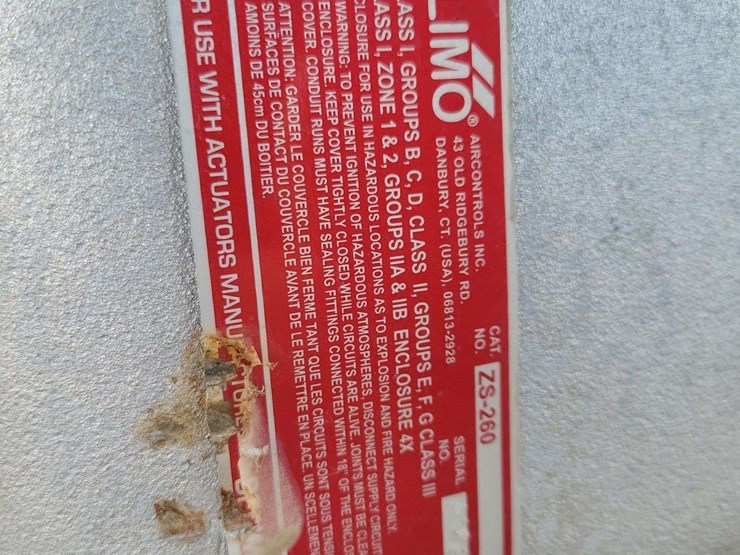 LIMO®
AIRCONTROLS INC.
43 OLD RIDGEBURY RD.
DANBURY, CT. (USA), 06813-2928
CAT. NO. ZS-260
SERIAL NO.
ASS I, GROUPS B, C, D, CLASS II, GROUPS E, F, G CLASS III
ASS I, ZONE 1 & 2, GROUPS IIA & IIB ENCLOSURE 4X
CLOSURE FOR USE IN HAZARDOUS LOCATIONS AS TO EXPLOSION AND FIRE HAZARD ONLY.
WARNING: TO PREVENT IGNITION OF HAZARDOUS ATMOSPHERES, DISCONNECT SUPPLY CIRCUIT
ENCLOSURE. KEEP COVER TIGHTLY CLOSED WHILE CIRCUITS ARE ALIVE. JOINTS MUST BE CLEA
COVER. CONDUIT RUNS MUST HAVE SEALING FITTINGS CONNECTED WITHIN 18" OF THE ENCLO
ATTENTION: GARDER LE COUVERCLE BIEN FERME TANT QUE LES CIRCUITS SONT SOUS TENSI
SURFACES DE CONTACT DU COUVERCLE AVANT DE LE REMETTRE EN PLACE. UN SCELLEMEN
AMOINS DE 45cm DU BOITIER.
R USE WITH ACTUATORS MANU